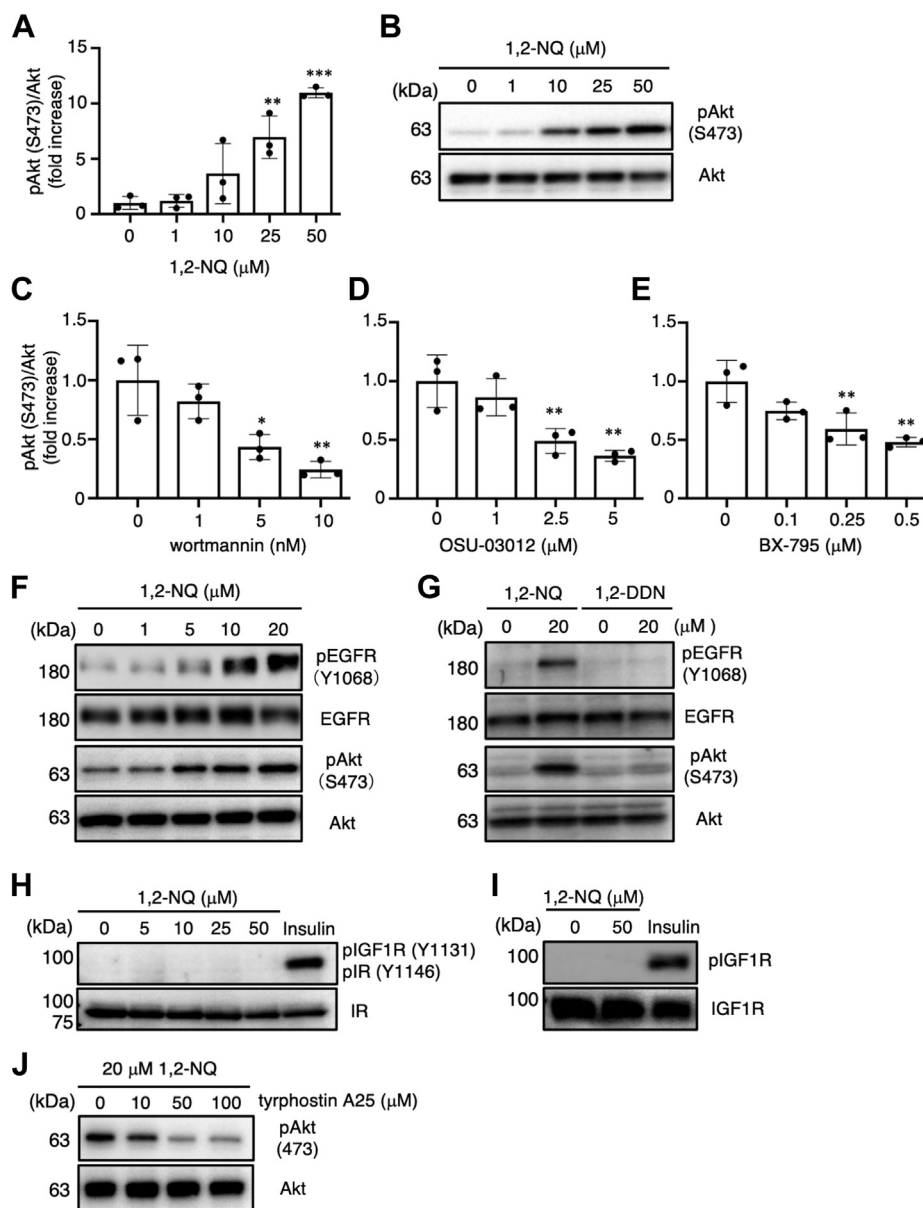 A
pAkt (S473)/Akt
(fold increase)
15
10
5
0
**
***
0 1 10 25 50
1,2-NQ (μM)
B
1,2-NQ (μM)
(kDa) 0 1 10 25 50
63 pAkt
(S473)
63 Akt
C
pAkt (S473)/Akt
(fold increase)
1.5
1.0
0.5
0
*
**
0 1 5 10
wortmannin (nM)
D
1.5
1.0
0.5
0
**
**
0 1 2.5 5
OSU-03012 (μM)
E
1.5
1.0
0.5
0
**
**
0 0.1 0.25 0.5
BX-795 (μM)
F
1,2-NQ (μM)
(kDa) 0 1 5 10 20
180 pEGFR
(Y1068)
180 EGFR
63 pAkt
(S473)
63 Akt
G
1,2-NQ 1,2-DDN
0 20 0 20 (μM )
180 pEGFR
(Y1068)
180 EGFR
63 pAkt
(S473)
63 Akt
H
1,2-NQ (μM)
(kDa) 0 5 10 25 50 Insulin
100 pIGF1R (Y1131)
pIR (Y1146)
100
75 IR
I
1,2-NQ (μM)
(kDa) 0 50 Insulin
100 pIGF1R
100 IGF1R
J
20 μM 1,2-NQ
(kDa) 0 10 50 100 tyrphostin A25 (μM)
63 pAkt
(473)
63 Akt